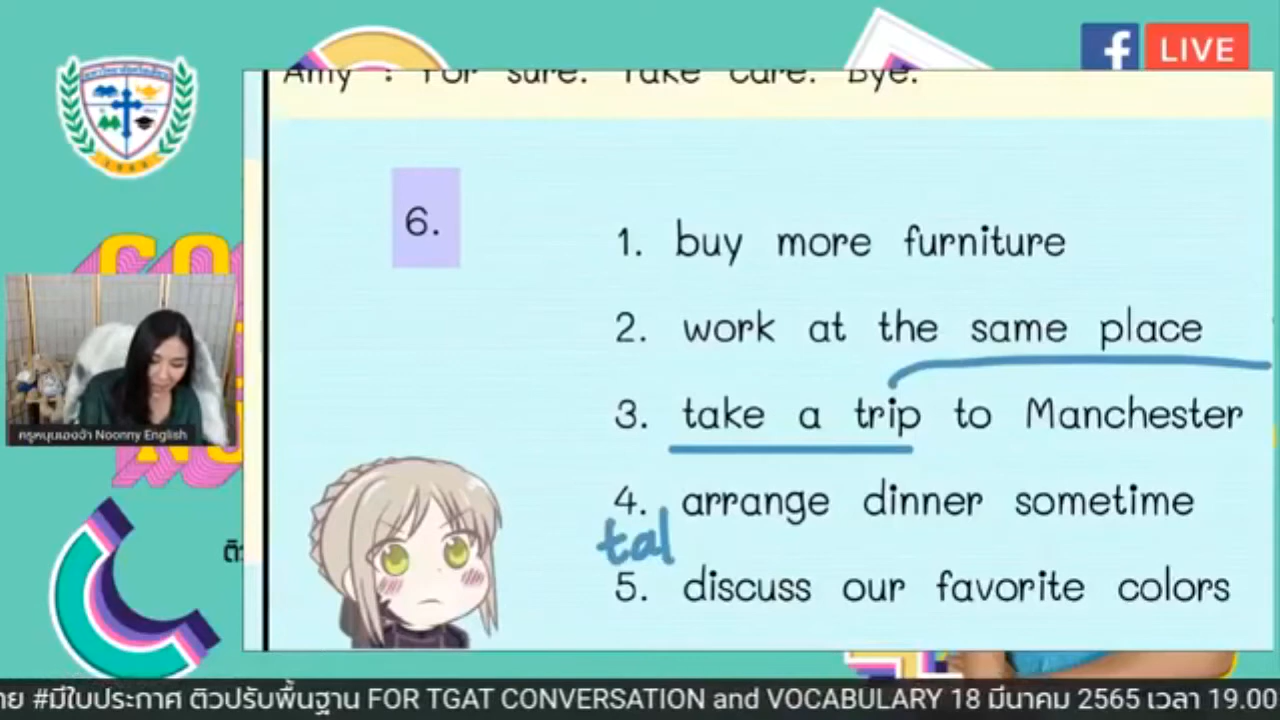 LIVE
Amy : For sure. Take care. Bye.
6.
1. buy more furniture
2. work at the same place
3. take a trip to Manchester
4. arrange dinner sometime
tal
5. discuss our favorite colors
ครูหนุนเองจ้า Noonny English
#มีใบประกาศ ติวปรับพื้นฐาน FOR TGAT CONVERSATION and VOCABULARY 18 มีนาคม 2565 เวลา 19.00